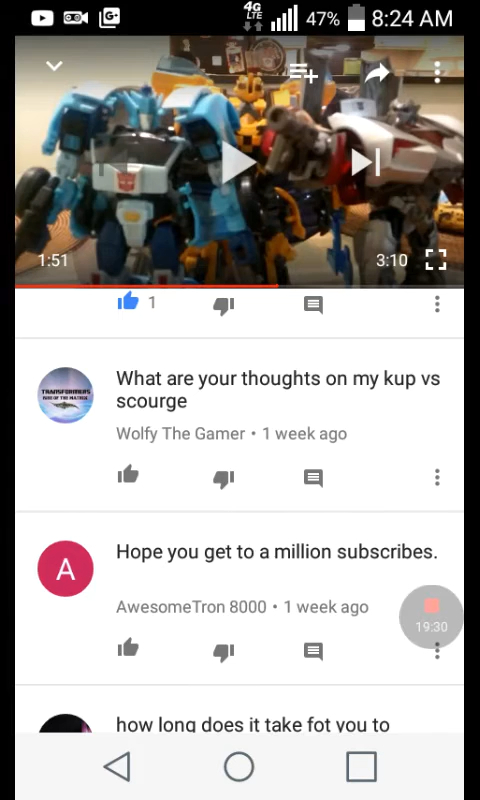 4G
LTE
47%
8:24 AM
1:51
3:10
1
What are your thoughts on my kup vs
scourge
Wolfy The Gamer • 1 week ago
TRANSFORMERS
A
Hope you get to a million subscribes.
AwesomeTron 8000 • 1 week ago
19:30
how long does it take fot you to